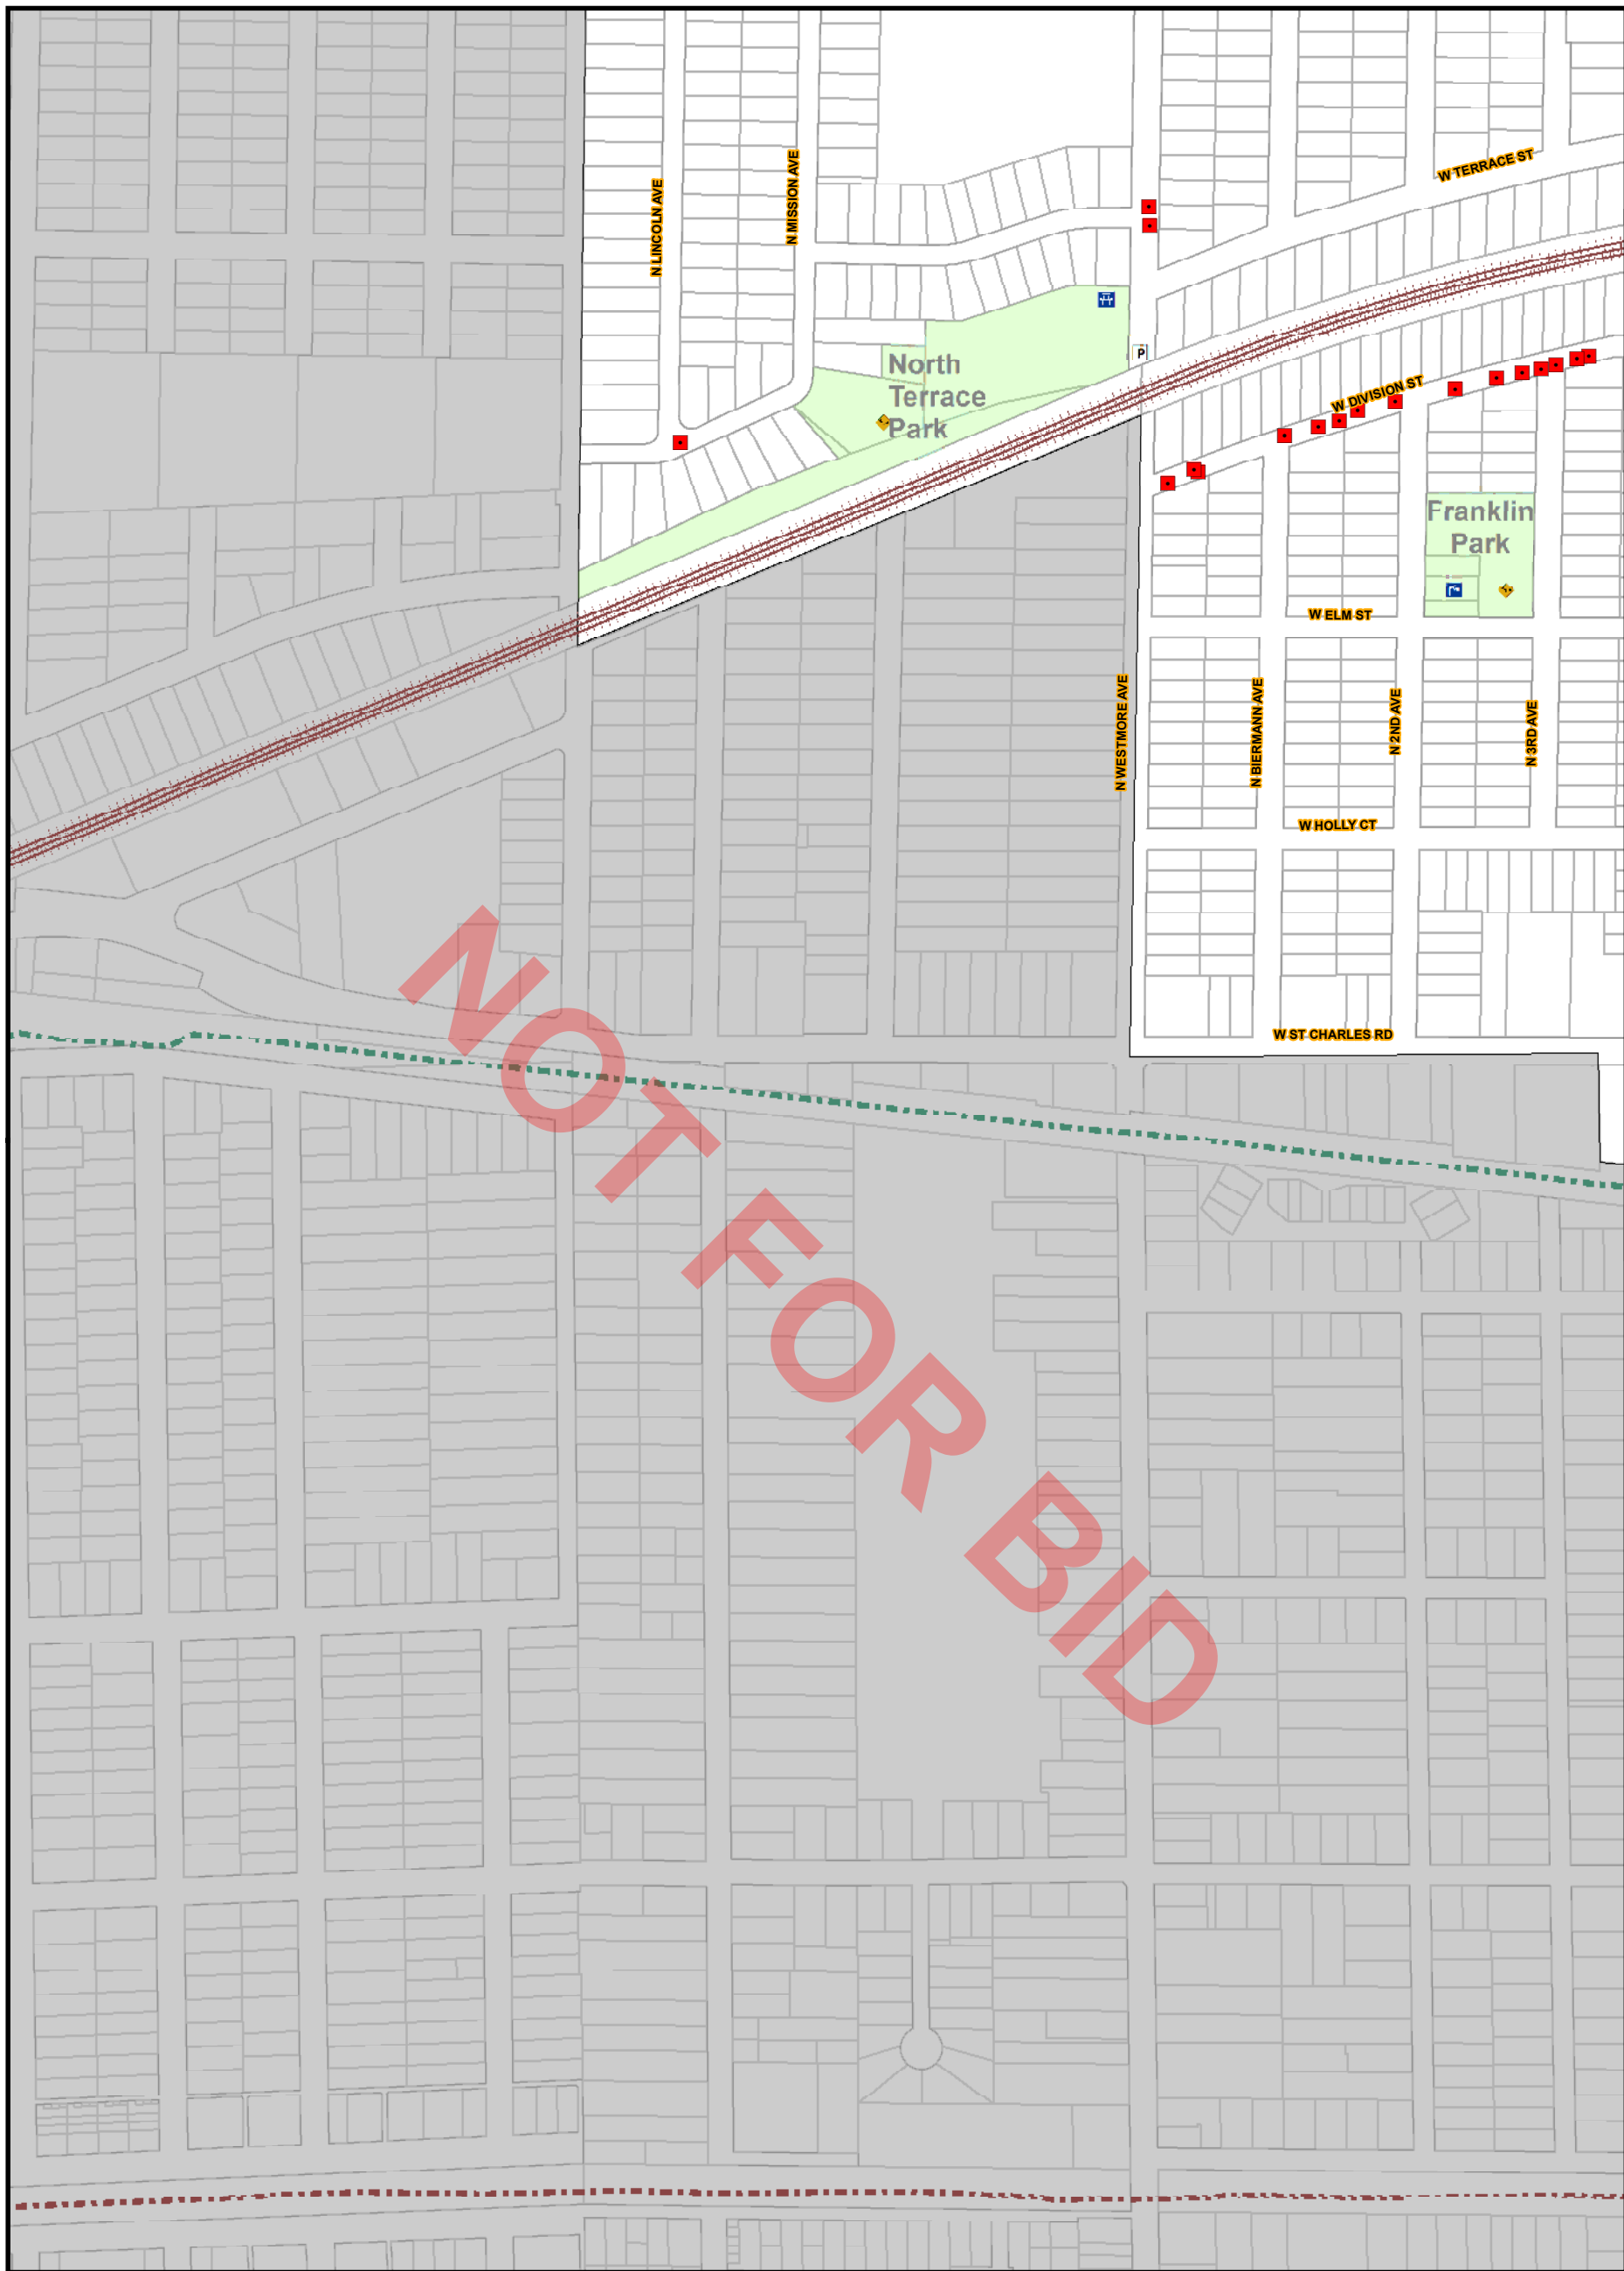 W TERRACE ST
N MISSION AVE
N LINCOLN AVE
P
North
Terrace
Park
W DIVISION ST
Franklin
Park
W ELM ST
N WESTMORE AVE
N BIERMANN AVE
N 2ND AVE
N 3RD AVE
W HOLLY CT
W ST CHARLES RD
NOT FOR BID